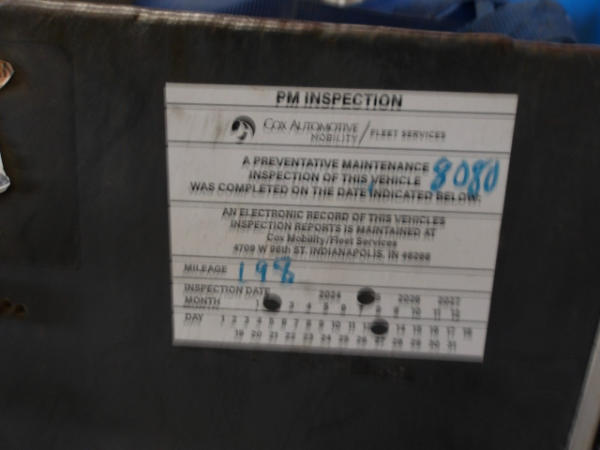 PM INSPECTION
COX AUTOMOTIVE MOBILITY / FLEET SERVICES
A PREVENTATIVE MAINTENANCE 8080
INSPECTION OF THIS VEHICLE
WAS COMPLETED ON THE DATE INDICATED BELOW:
AN ELECTRONIC RECORD OF THIS VEHICLES
INSPECTION REPORTS IS MAINTAINED AT
Cox Mobility/Fleet Services
4709 W 96th ST. INDIANAPOLIS, IN 46268
MILEAGE 198
INSPECTION DATE 2024 2026 2027
MONTH 1 3 4 5 6 7 8 9 10 11 12
DAY 1 2 3 4 5 6 7 8 9 10 11 12 14 15 16 17 18
19 20 21 22 23 24 25 26 27 28 29 30 31